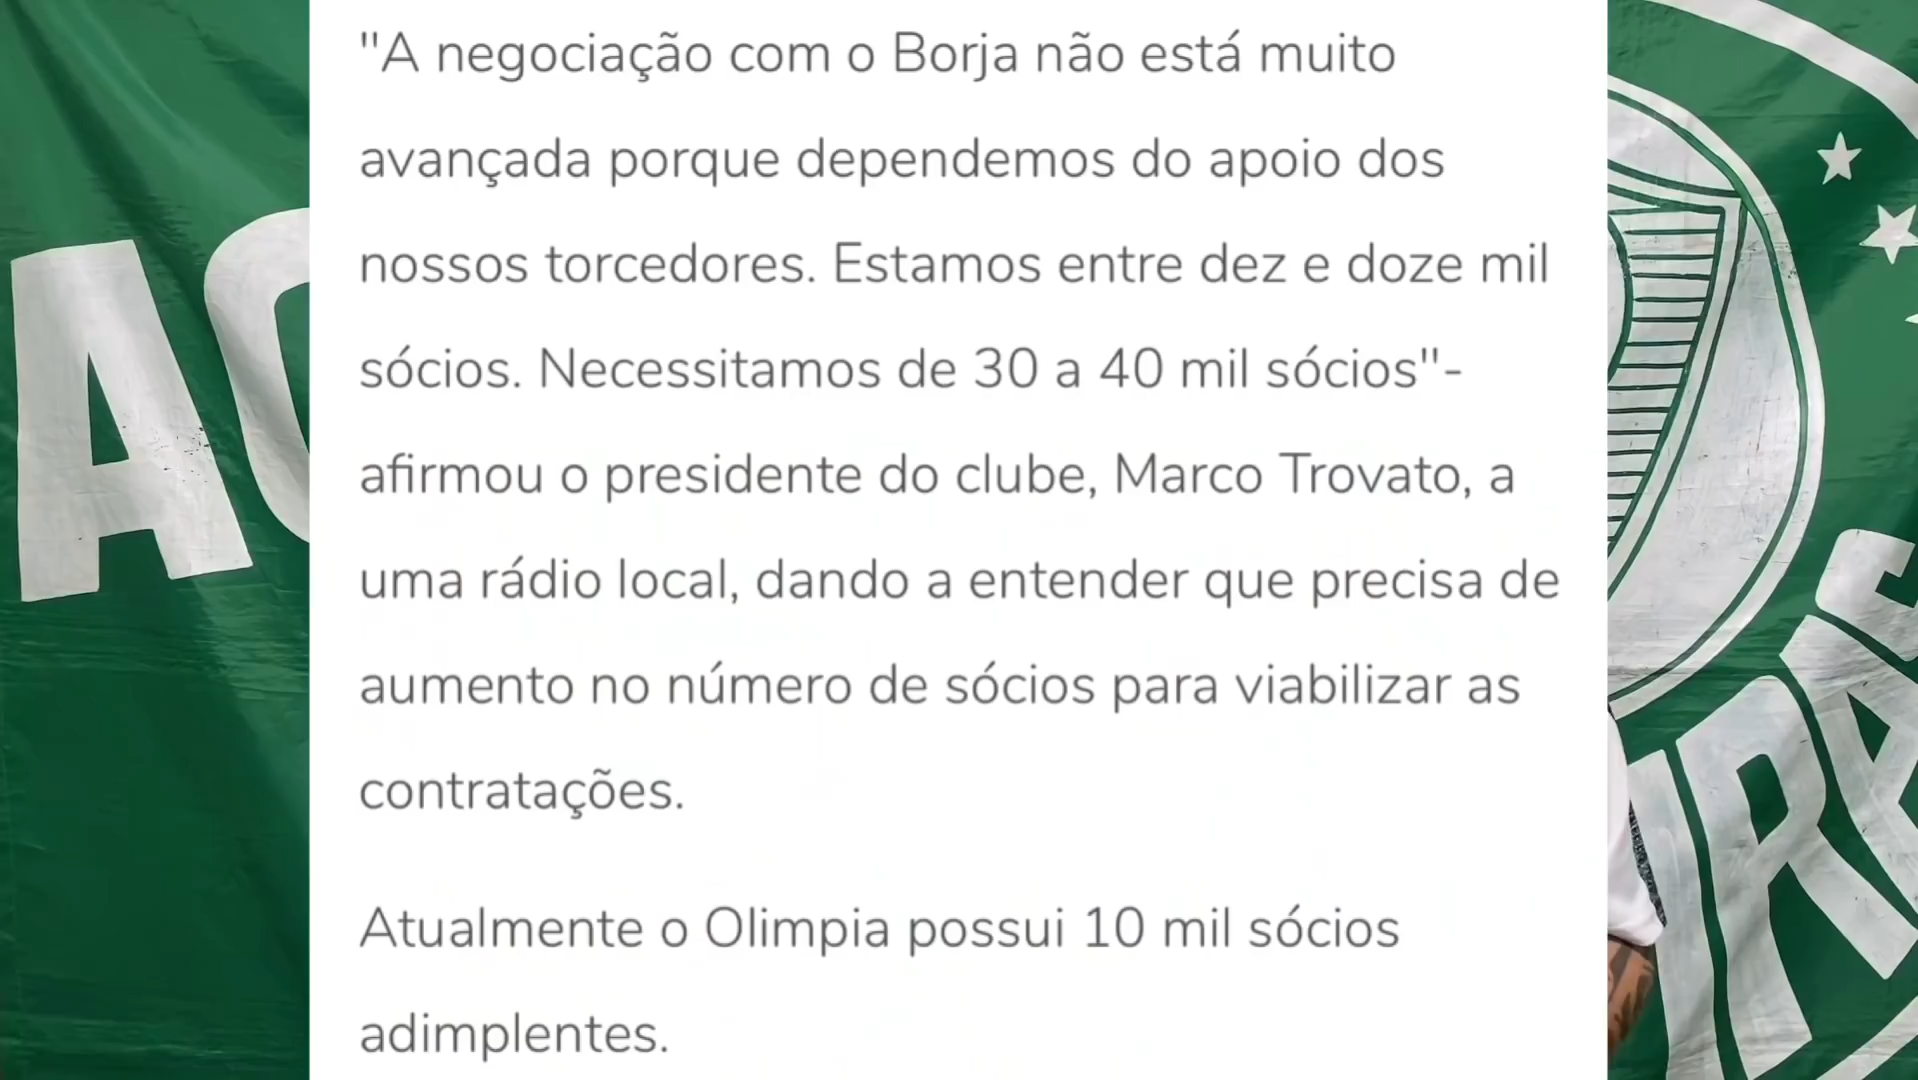 "A negociação com o Borja não está muito
avançada porque dependemos do apoio dos
nossos torcedores. Estamos entre dez e doze mil
sócios. Necessitamos de 30 a 40 mil sócios"-
afirmou o presidente do clube, Marco Trovato, a
uma rádio local, dando a entender que precisa de
aumento no número de sócios para viabilizar as
contratações.
Atualmente o Olimpia possui 10 mil sócios
adimplentes.